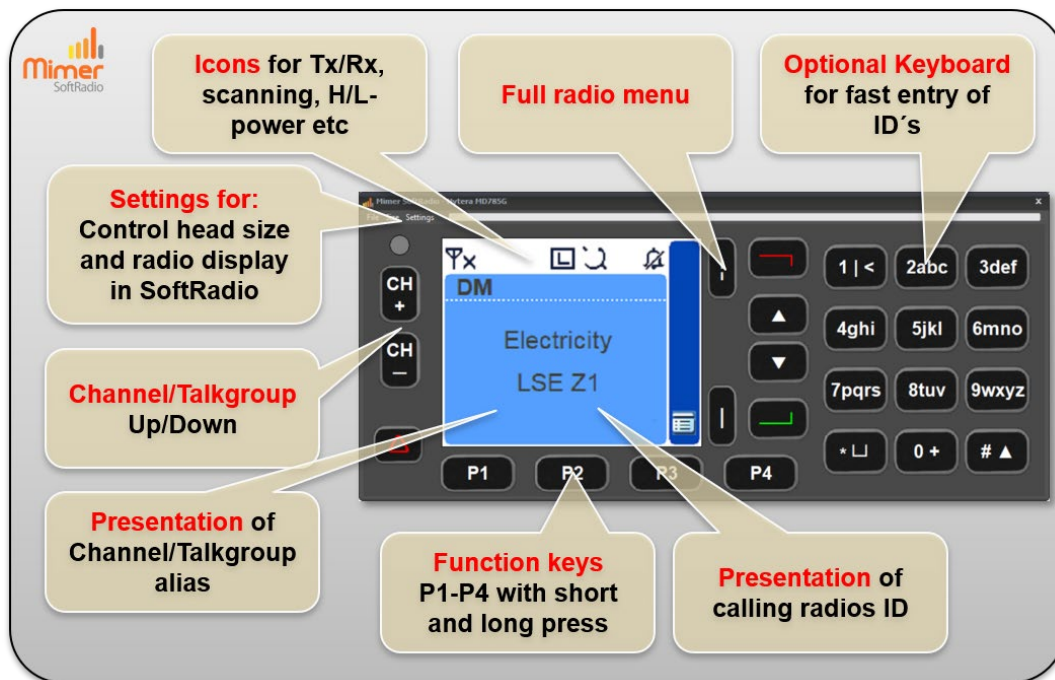 Mimer
SoftRadio
Icons for Tx/Rx,
scanning, H/L-
power etc
Full radio menu
Optional Keyboard
for fast entry of
ID´s
Settings for:
Control head size
and radio display
in SoftRadio
Channel/Talkgroup
Up/Down
Presentation of
Channel/Talkgroup
alias
Function keys
P1-P4 with short
and long press
Presentation of
calling radios ID
Mimer Hytera MD785G x
Settings
CH
+
CH
–
L
DM
Electricity
LSE Z1
P1
P2
P3
P4
1 | <
2abc
3def
4ghi
5jkl
6mno
7pqrs
8tuv
9wxyz
* ⌴
0 +
# ▲